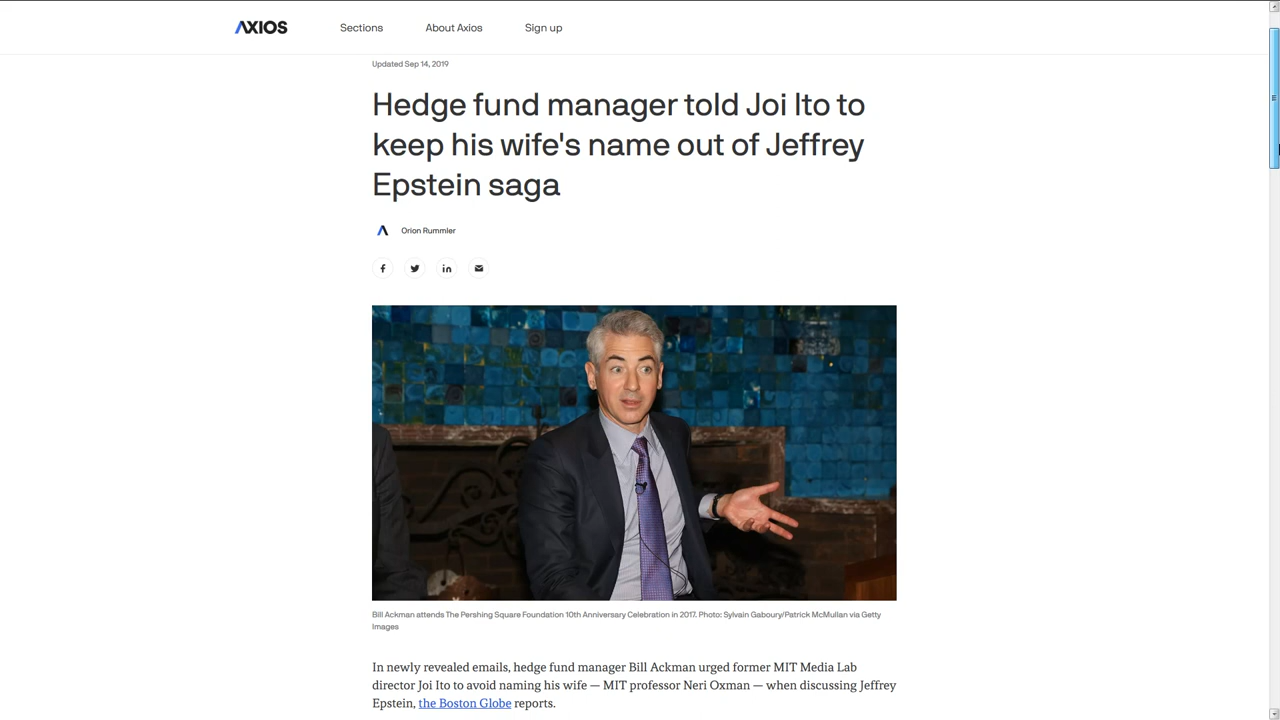 AXIOS
Sections
About Axios
Sign up
Updated Sep 14, 2019
Hedge fund manager told Joi Ito to
keep his wife's name out of Jeffrey
Epstein saga
Orion Rummler
Bill Ackman attends The Pershing Square Foundation 10th Anniversary Celebration in 2017. Photo: Sylvain Gaboury/Patrick McMullan via Getty
Images
In newly revealed emails, hedge fund manager Bill Ackman urged former MIT Media Lab
director Joi Ito to avoid naming his wife — MIT professor Neri Oxman — when discussing Jeffrey
Epstein, the Boston Globe reports.